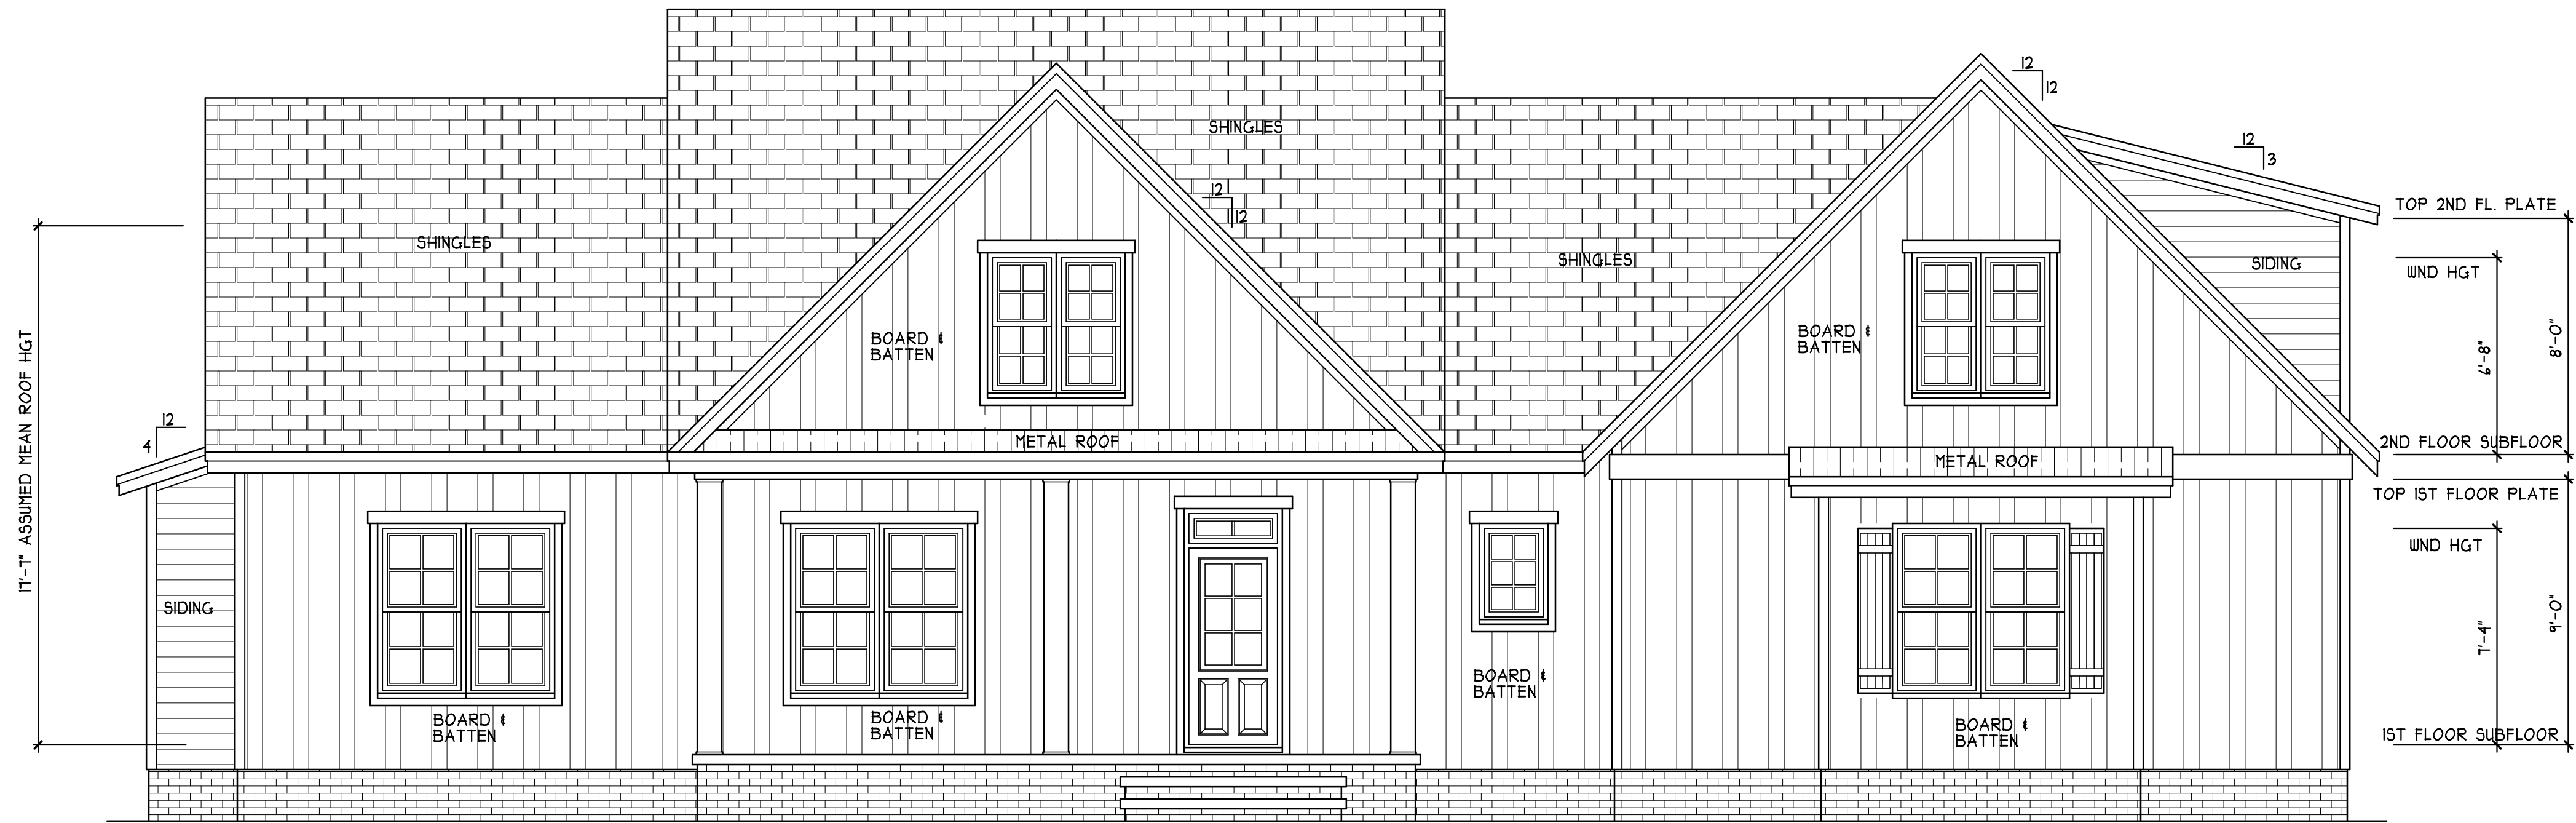 12
12
SHINGLES
12
3
12
12
TOP 2ND FL. PLATE
SHINGLES
SHINGLES
SIDING
WND HGT
BOARD &
BATTEN
BOARD &
BATTEN
6'-8"
8'-0"
17'-7" ASSUMED MEAN ROOF HGT
12
4
METAL ROOF
METAL ROOF
2ND FLOOR SUBFLOOR
TOP 1ST FLOOR PLATE
WND HGT
SIDING
7'-4"
9'-0"
BOARD &
BATTEN
BOARD &
BATTEN
BOARD &
BATTEN
BOARD &
BATTEN
1ST FLOOR SUBFLOOR